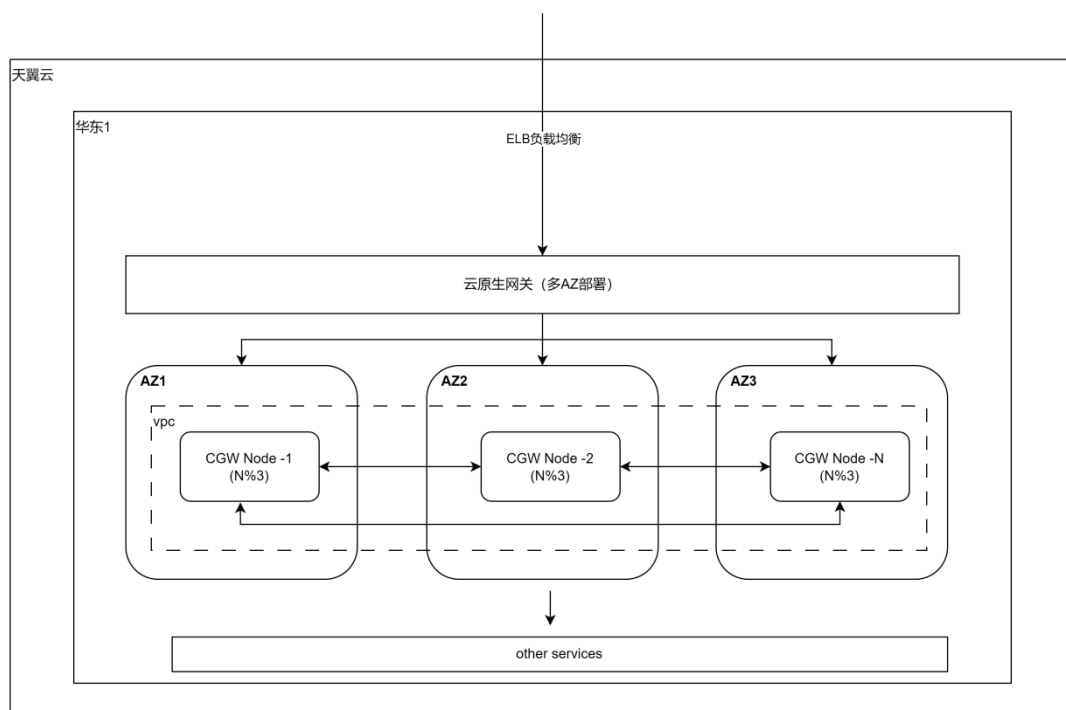 天翼云
华东1
ELB负载均衡
云原生网关（多AZ部署）
AZ1
AZ2
AZ3
vpc
CGW Node -1
(N%3)
CGW Node -2
(N%3)
CGW Node -N
(N%3)
other services